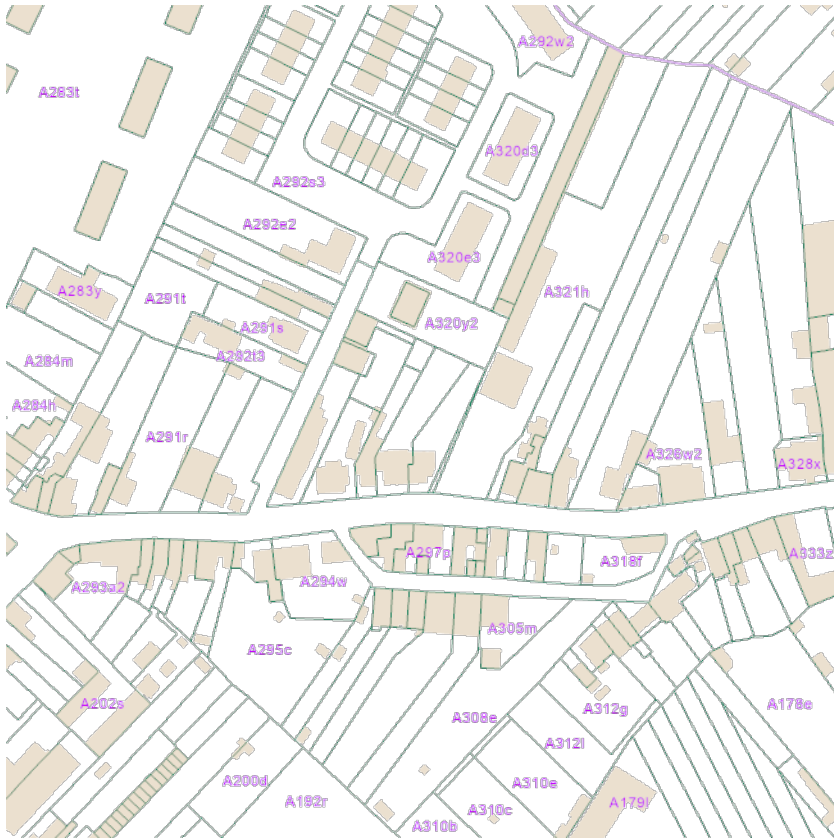 A292w2
A283t
A320d3
A292s3
A292e2
A320e3
A283y
A291t
A321h
A320y2
A291s
A292t3
A284m
A284h
A291r
A328w2
A328x
A297p
A318f
A333z
A293a2
A294w
A305m
A295c
A202s
A308e
A312g
A178e
A312l
A200d
A310e
A192r
A179l
A310c
A310b